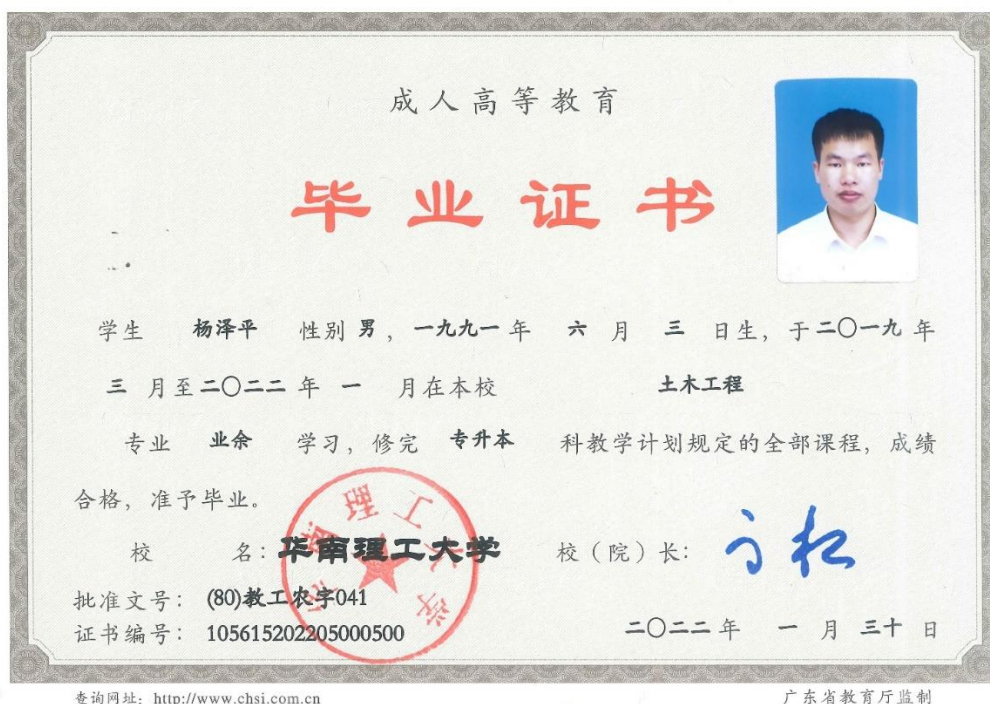 成人高等教育
毕业证书
学生 杨泽平 性别 男，一九九一 年 六 月 三 日生，于 二〇一九 年
三 月至 二〇二二 年 一 月在本校 土木工程
专业 业余 学习，修完 专升本 科教学计划规定的全部课程，成绩
合格，准予毕业。
华南理工大学
校 名：华南理工大学 校（院）长：
批准文号：(80)教工农字041
证书编号：105615202205000500 二〇二二 年 一 月 三十 日
查询网址：http://www.chsi.com.cn 广东省教育厅监制